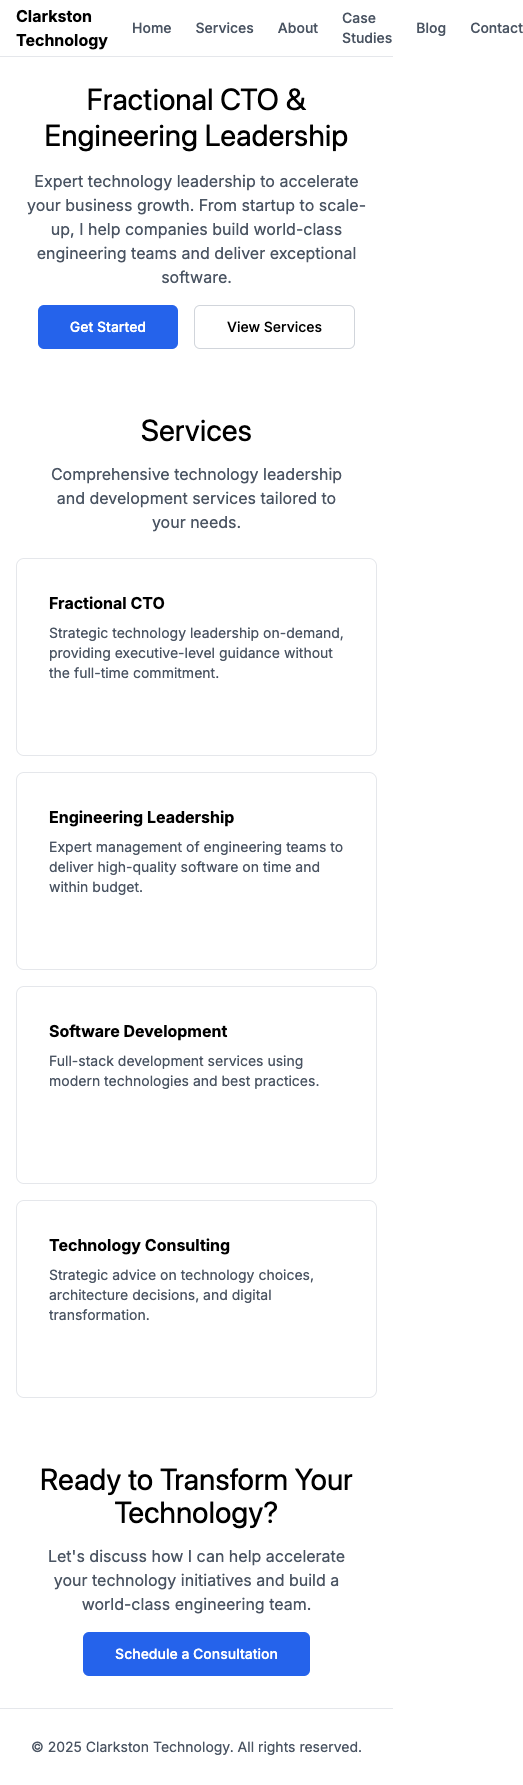 Clarkston
Technology
Home
Services
About
Case
Studies
Blog
Contact
Fractional CTO &
Engineering Leadership
Expert technology leadership to accelerate
your business growth. From startup to scale-
up, I help companies build world-class
engineering teams and deliver exceptional
software.
Get Started
View Services
Services
Comprehensive technology leadership
and development services tailored to
your needs.
Fractional CTO
Strategic technology leadership on-demand,
providing executive-level guidance without
the full-time commitment.
Engineering Leadership
Expert management of engineering teams to
deliver high-quality software on time and
within budget.
Software Development
Full-stack development services using
modern technologies and best practices.
Technology Consulting
Strategic advice on technology choices,
architecture decisions, and digital
transformation.
Ready to Transform Your
Technology?
Let's discuss how I can help accelerate
your technology initiatives and build a
world-class engineering team.
Schedule a Consultation
© 2025 Clarkston Technology. All rights reserved.